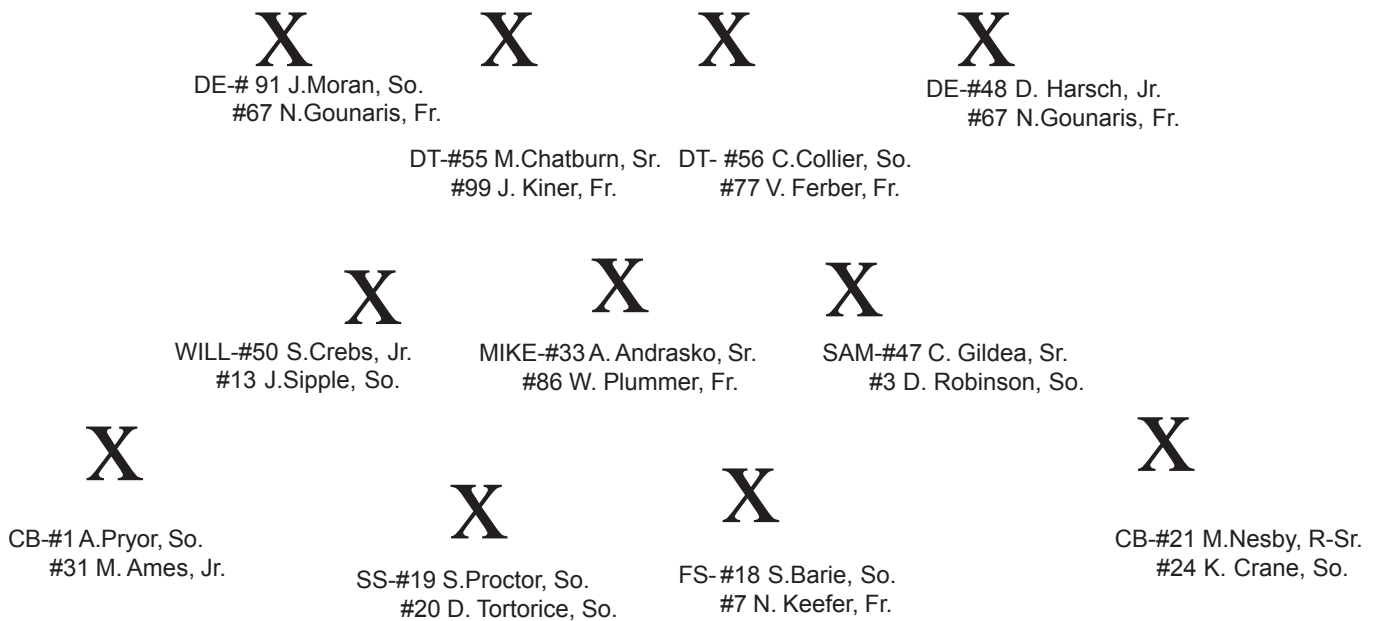 X X X X
DE-# 91 J.Moran, So.
#67 N.Gounaris, Fr.
DE-#48 D. Harsch, Jr.
#67 N.Gounaris, Fr.
DT-#55 M.Chatburn, Sr.
#99 J. Kiner, Fr.
DT- #56 C.Collier, So.
#77 V. Ferber, Fr.
X X X
WILL-#50 S.Crebs, Jr.
#13 J.Sipple, So.
MIKE-#33 A. Andrasko, Sr.
#86 W. Plummer, Fr.
SAM-#47 C. Gildea, Sr.
#3 D. Robinson, So.
X X X X
CB-#1 A.Pryor, So.
#31 M. Ames, Jr.
SS-#19 S.Proctor, So.
#20 D. Tortorice, So.
FS- #18 S.Barie, So.
#7 N. Keefer, Fr.
CB-#21 M.Nesby, R-Sr.
#24 K. Crane, So.